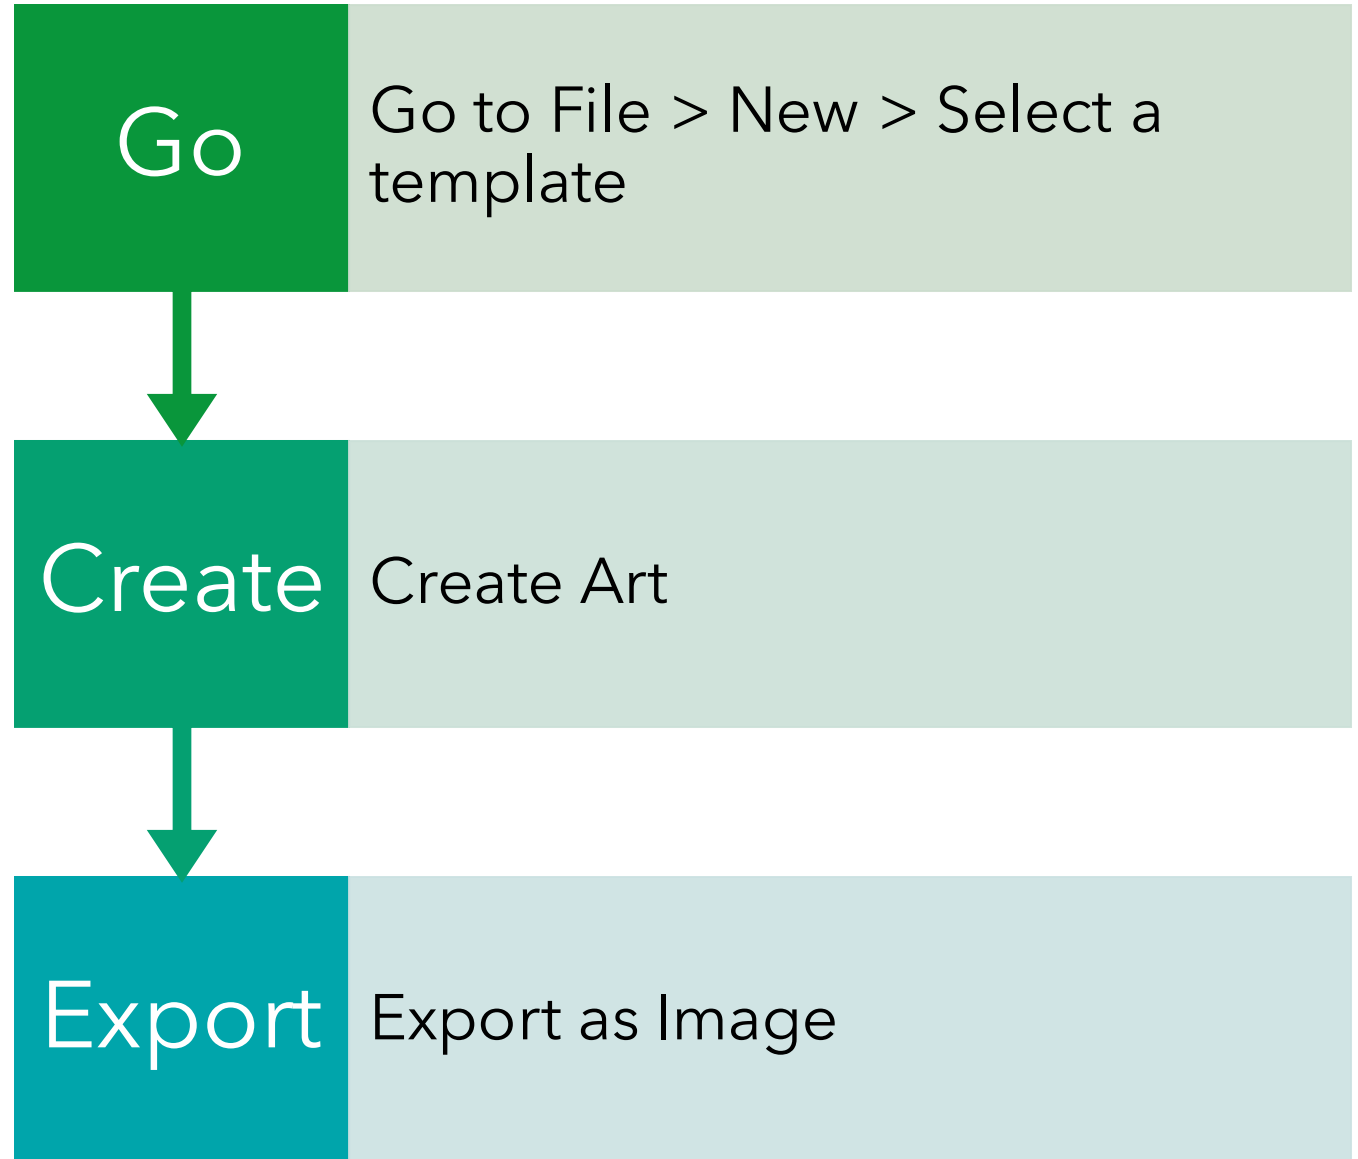 Go
Go to File > New > Select a
template
Create
Create Art
Export
Export as Image